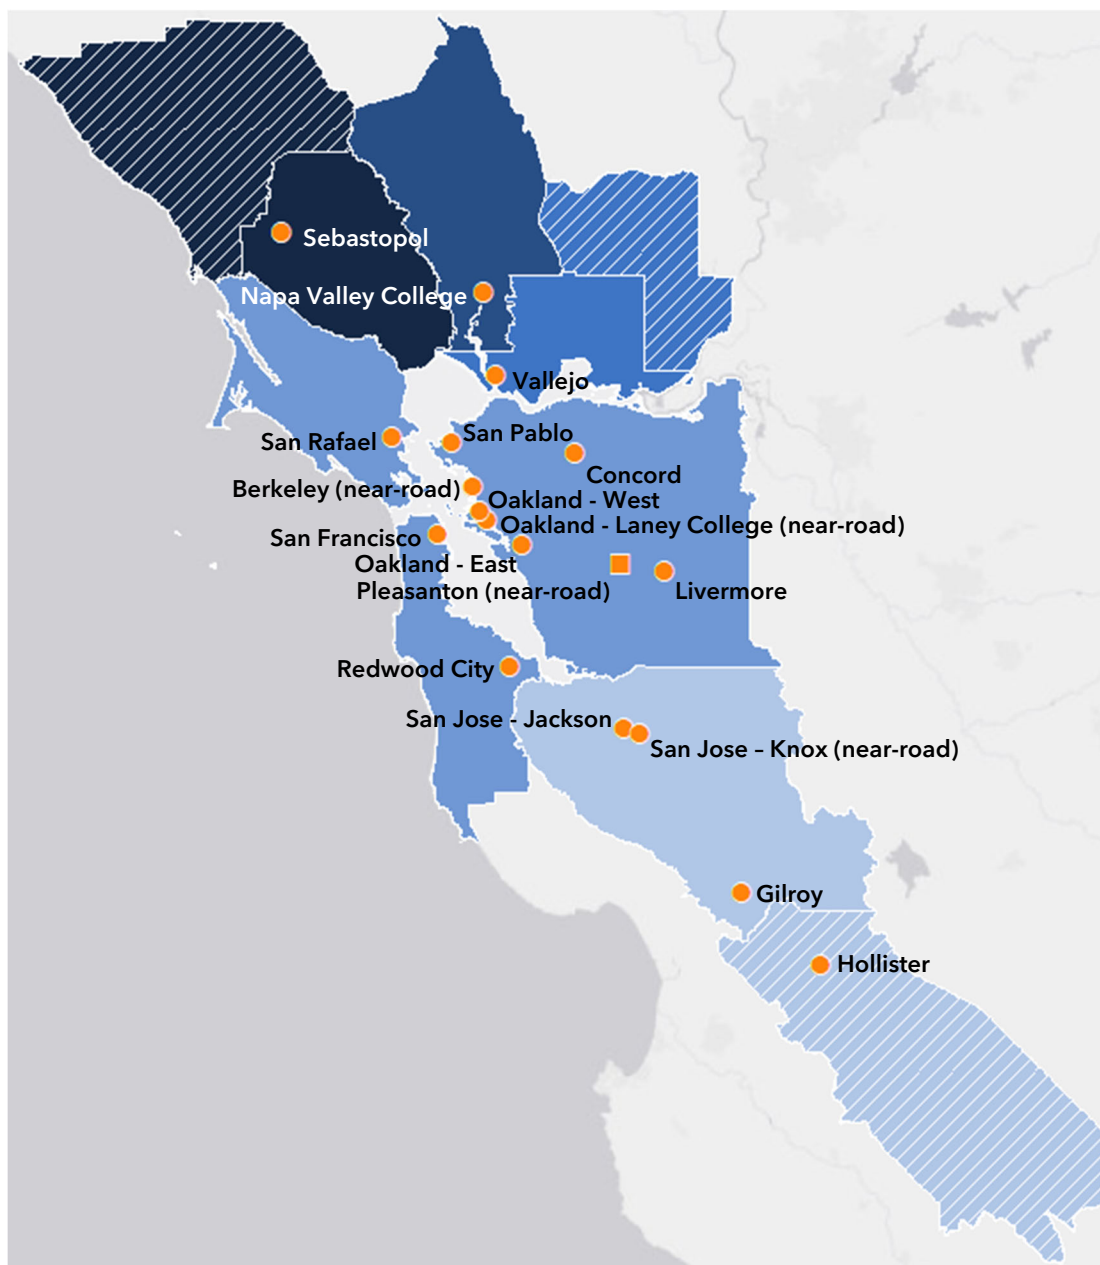 Sebastopol
Napa Valley College
Vallejo
San Pablo
San Rafael
Concord
Berkeley (near-road)
Oakland - West
Oakland - Laney College (near-road)
San Francisco
Oakland - East
Pleasanton (near-road)
Livermore
Redwood City
San Jose - Jackson
San Jose – Knox (near-road)
Gilroy
Hollister